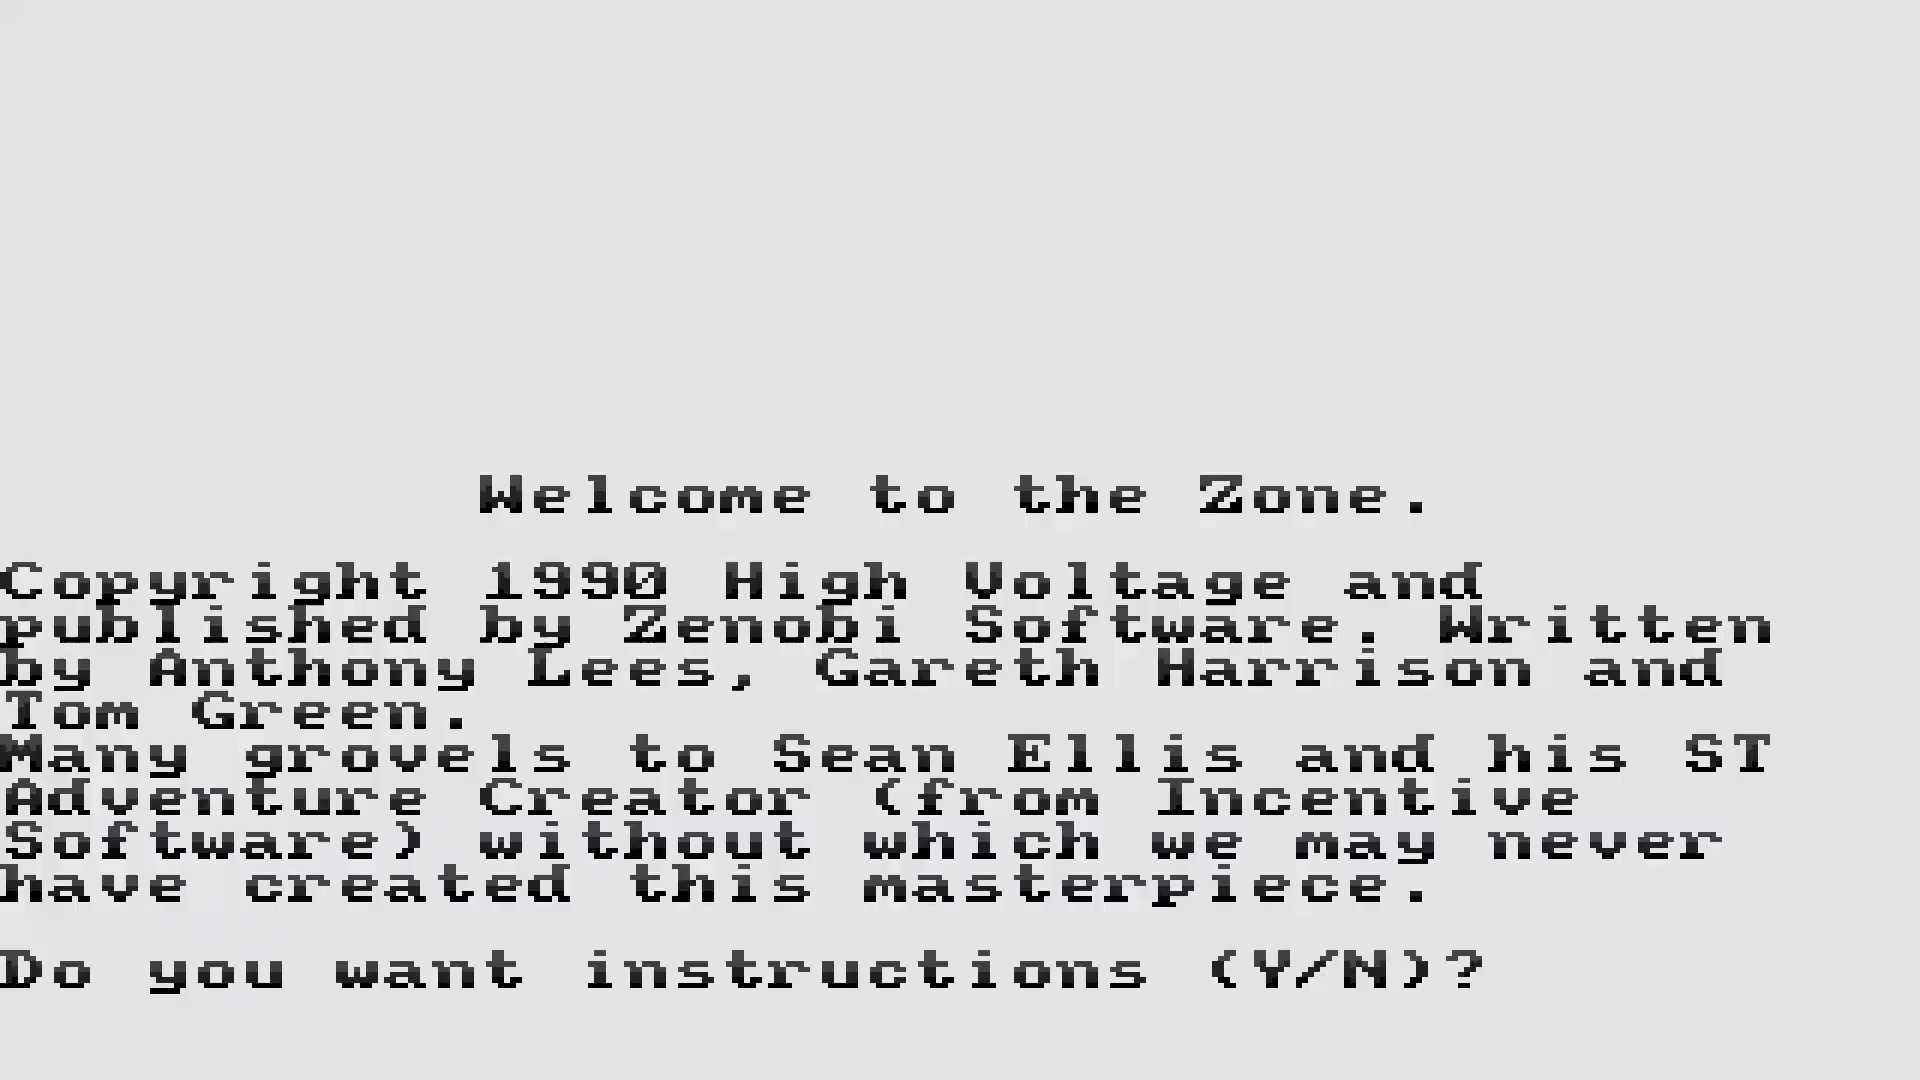 Welcome to the Zone.
Copyright 1990 High Voltage and
published by Zenobi Software. Written
by Anthony Lees, Gareth Harrison and
Tom Green.
Many grovels to Sean Ellis and his ST
Adventure Creator (from Incentive
Software) without which we may never
have created this masterpiece.
Do you want instructions (Y/N)?